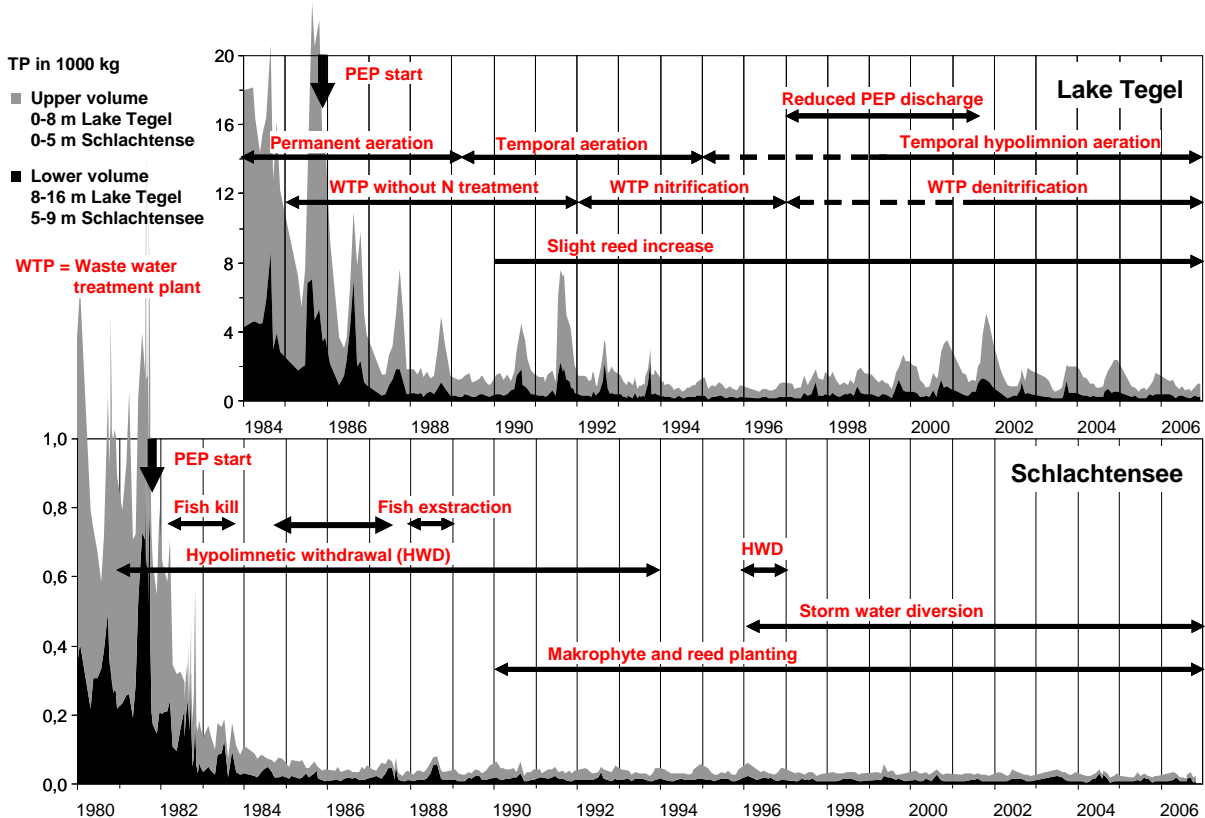 TP in 1000 kg
Upper volume
0-8 m Lake Tegel
0-5 m Schlachtense
Lower volume
8-16 m Lake Tegel
5-9 m Schlachtensee
WTP = Waste water
treatment plant
20
16
12
8
4
0
PEP start
Lake Tegel
Reduced PEP discharge
Permanent aeration
Temporal aeration
Temporal hypolimnion aeration
WTP without N treatment
WTP nitrification
WTP denitrification
Slight reed increase
1984 1986 1988 1990 1992 1994 1996 1998 2000 2002 2004 2006
1,0
0,8
0,6
0,4
0,2
0,0
PEP start
Schlachtensee
Fish kill
Fish exstraction
Hypolimnetic withdrawal (HWD)
HWD
Storm water diversion
Makrophyte and reed planting
1980 1982 1984 1986 1988 1990 1992 1994 1996 1998 2000 2002 2004 2006